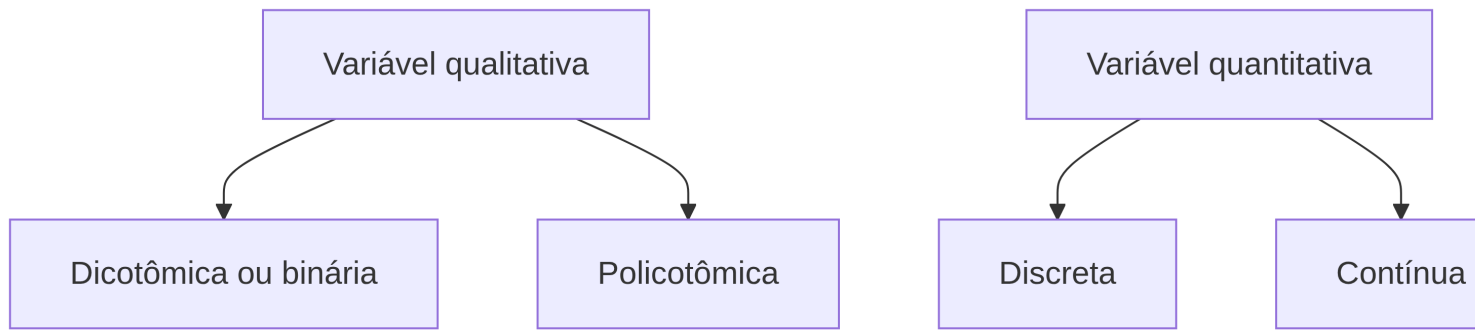 Variável qualitativa
Variável quantitativa
Dicotômica ou binária
Policotômica
Discreta
Contínua